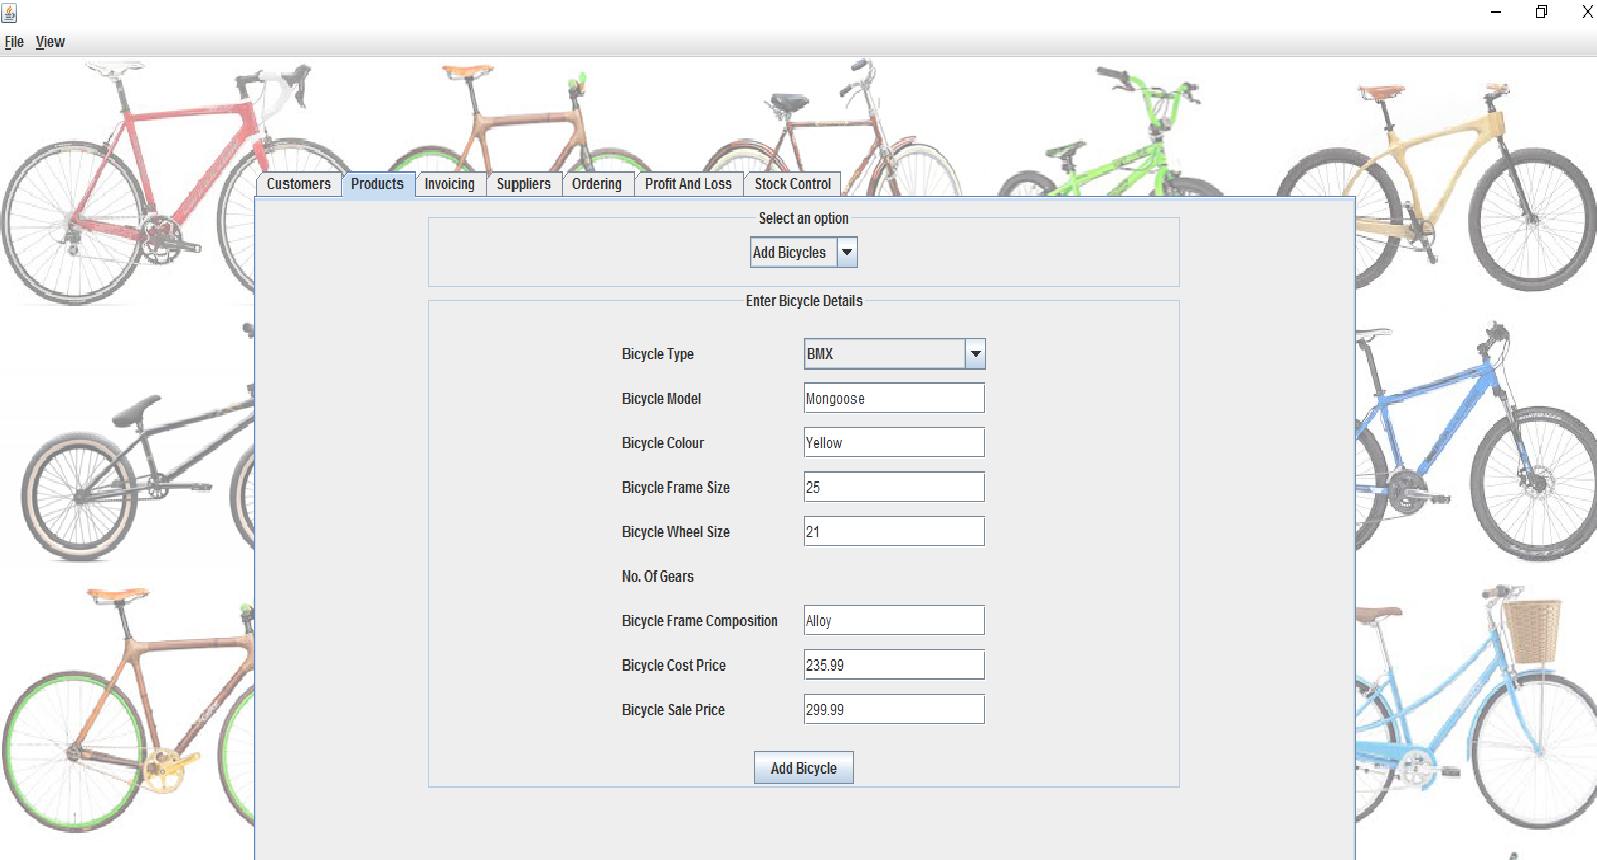 File View
Customers Products Invoicing Suppliers Ordering Profit And Loss Stock Control
Select an option
Add Bicycles
Enter Bicycle Details
Bicycle Type BMX
Bicycle Model Mongoose
Bicycle Colour Yellow
Bicycle Frame Size 25
Bicycle Wheel Size 21
No. Of Gears
Bicycle Frame Composition Alloy
Bicycle Cost Price 235.99
Bicycle Sale Price 299.99
Add Bicycle